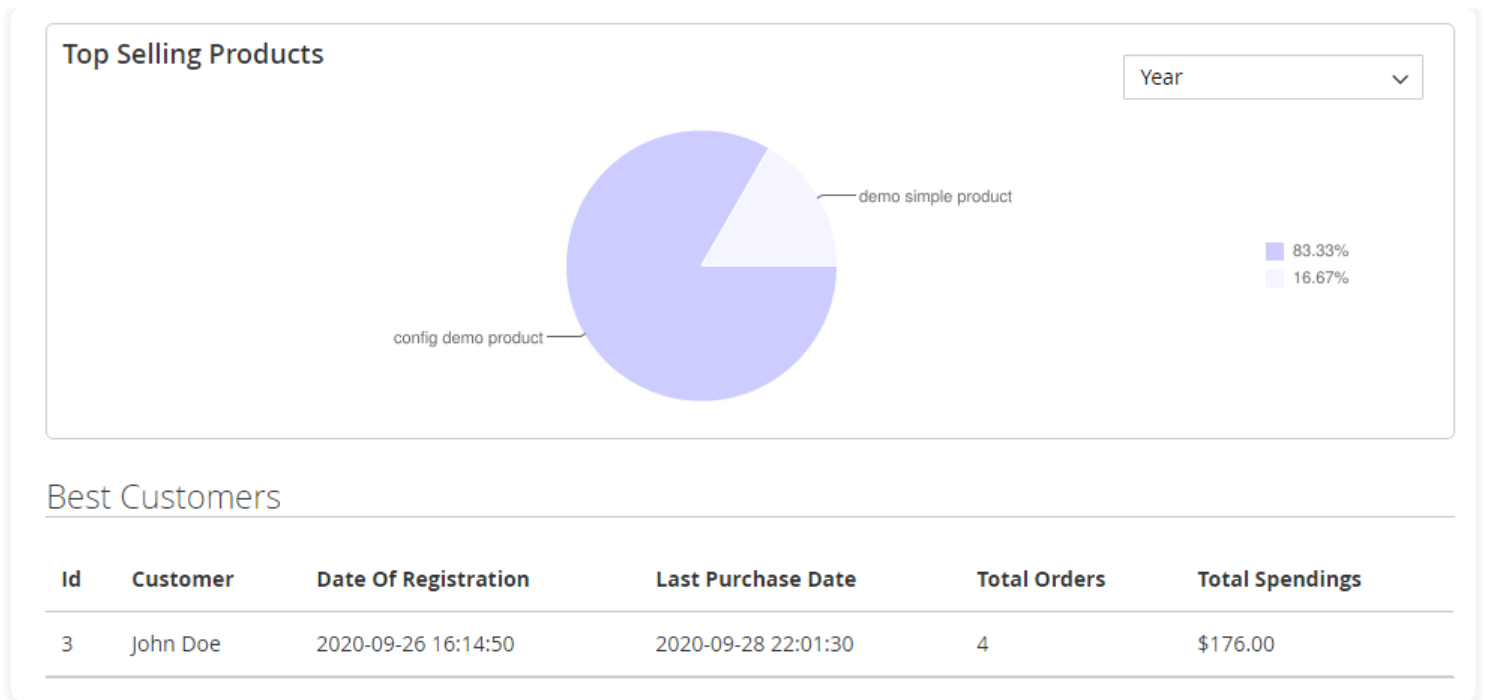 Top Selling Products
Year
demo simple product
83.33%
16.67%
config demo product
Best Customers
Id Customer Date Of Registration Last Purchase Date Total Orders Total Spendings
3 John Doe 2020-09-26 16:14:50 2020-09-28 22:01:30 4 $176.00